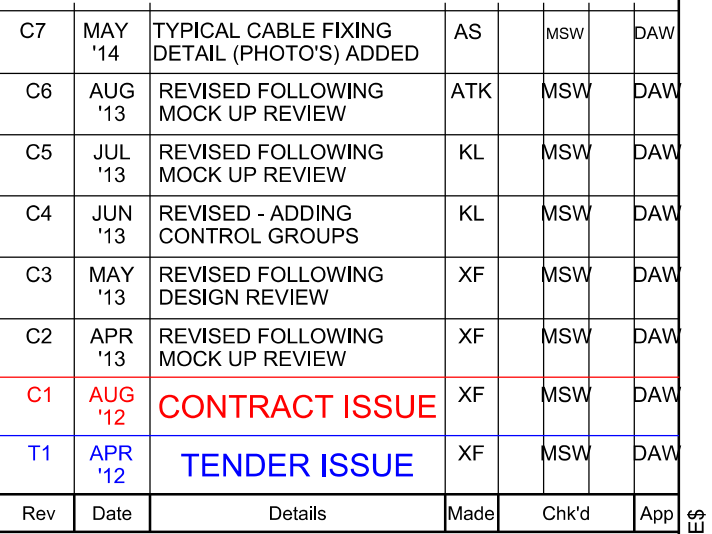 C7 MAY TYPICAL CABLE FIXING AS MSW DAW
'14 DETAIL (PHOTO'S) ADDED
C6 AUG REVISED FOLLOWING ATK MSW DAW
'13 MOCK UP REVIEW
C5 JUL REVISED FOLLOWING KL MSW DAW
'13 MOCK UP REVIEW
C4 JUN REVISED - ADDING KL MSW DAW
'13 CONTROL GROUPS
C3 MAY REVISED FOLLOWING XF MSW DAW
'13 DESIGN REVIEW
C2 APR REVISED FOLLOWING XF MSW DAW
'13 MOCK UP REVIEW
C1 AUG CONTRACT ISSUE XF MSW DAW
'12
T1 APR TENDER ISSUE XF MSW DAW
'12
Rev Date Details Made Chk'd App